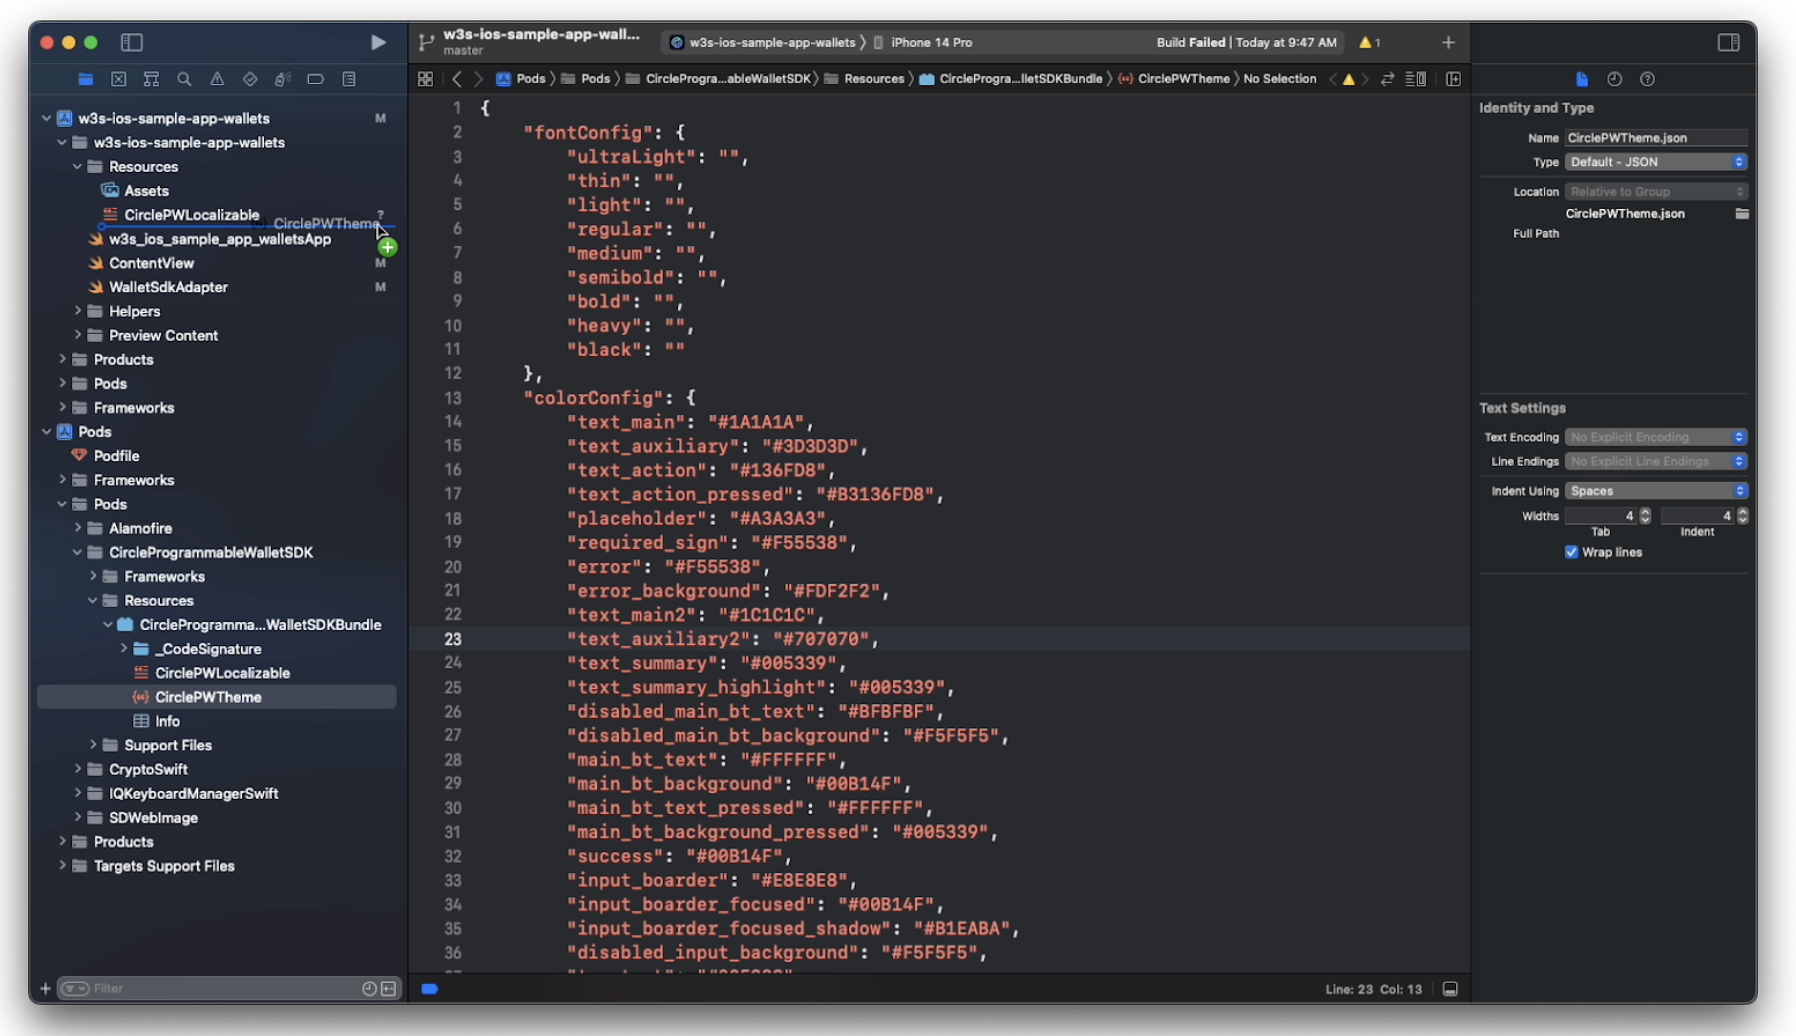 w3s-ios-sample-app-wall...
master
w3s-ios-sample-app-wallets
iPhone 14 Pro
Build Failed | Today at 9:47 AM
1
Pods
Pods
CircleProgra…ableWalletSDK
Resources
CircleProgra…lletSDKBundle
CirclePWTheme
No Selection
w3s-ios-sample-app-wallets M
w3s-ios-sample-app-wallets
Resources
Assets
CirclePWLocalizable ?
CirclePWTheme
w3s_ios_sample_app_walletsApp
ContentView M
WalletSdkAdapter M
Helpers
Preview Content
Products
Pods
Frameworks
Pods
Podfile
Frameworks
Pods
Alamofire
CircleProgrammableWalletSDK
Frameworks
Resources
CircleProgramma...WalletSDKBundle
_CodeSignature
CirclePWLocalizable
CirclePWTheme
Info
Support Files
CryptoSwift
IQKeyboardManagerSwift
SDWebImage
Products
Targets Support Files
Filter
1 {
2 "fontConfig": {
3 "ultraLight": "",
4 "thin": "",
5 "light": "",
6 "regular": "",
7 "medium": "",
8 "semibold": "",
9 "bold": "",
10 "heavy": "",
11 "black": ""
12 },
13 "colorConfig": {
14 "text_main": "#1A1A1A",
15 "text_auxiliary": "#3D3D3D",
16 "text_action": "#136FD8",
17 "text_action_pressed": "#B3136FD8",
18 "placeholder": "#A3A3A3",
19 "required_sign": "#F55538",
20 "error": "#F55538",
21 "error_background": "#FDF2F2",
22 "text_main2": "#1C1C1C",
23 "text_auxiliary2": "#707070",
24 "text_summary": "#005339",
25 "text_summary_highlight": "#005339",
26 "disabled_main_bt_text": "#BFBFBF",
27 "disabled_main_bt_background": "#F5F5F5",
28 "main_bt_text": "#FFFFFF",
29 "main_bt_background": "#00B14F",
30 "main_bt_text_pressed": "#FFFFFF",
31 "main_bt_background_pressed": "#005339",
32 "success": "#00B14F",
33 "input_boarder": "#E8E8E8",
34 "input_boarder_focused": "#00B14F",
35 "input_boarder_focused_shadow": "#B1EABA",
36 "disabled_input_background": "#F5F5F5",
Line: 23 Col: 13
Identity and Type
Name CirclePWTheme.json
Type Default - JSON
Location Relative to Group
CirclePWTheme.json
Full Path
Text Settings
Text Encoding No Explicit Encoding
Line Endings No Explicit Line Endings
Indent Using Spaces
Widths 4 4
Tab Indent
Wrap lines